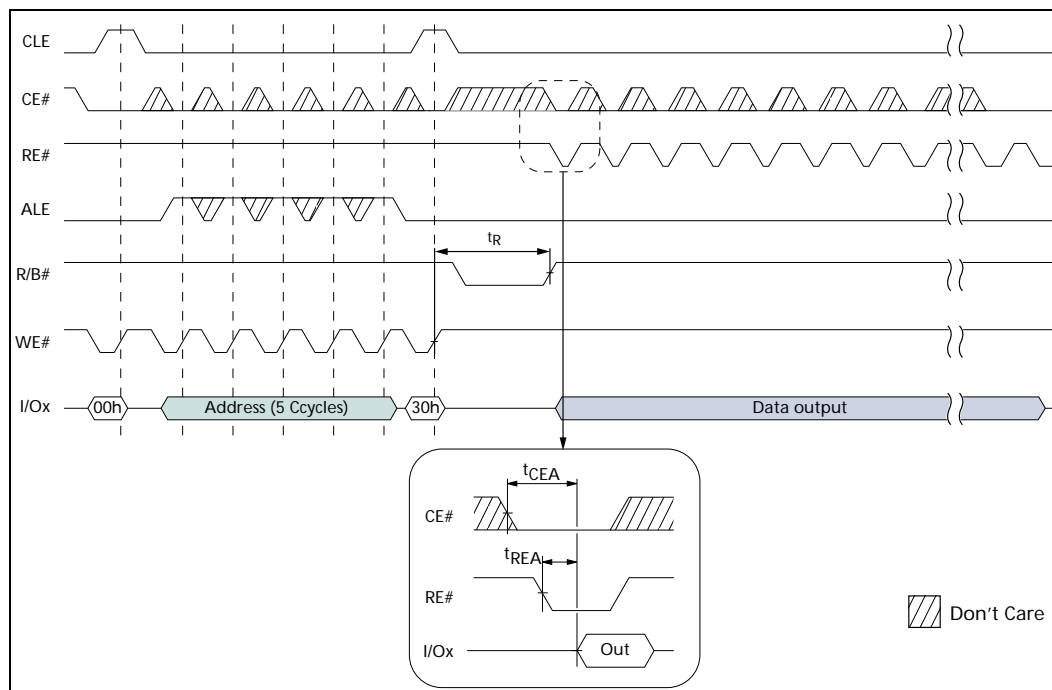 CLE
CE#
RE#
ALE
tR
R/B#
WE#
I/Ox
00h
Address (5 Ccycles)
30h
Data output
tCEA
CE#
tREA
RE#
I/Ox
Out
Don't Care